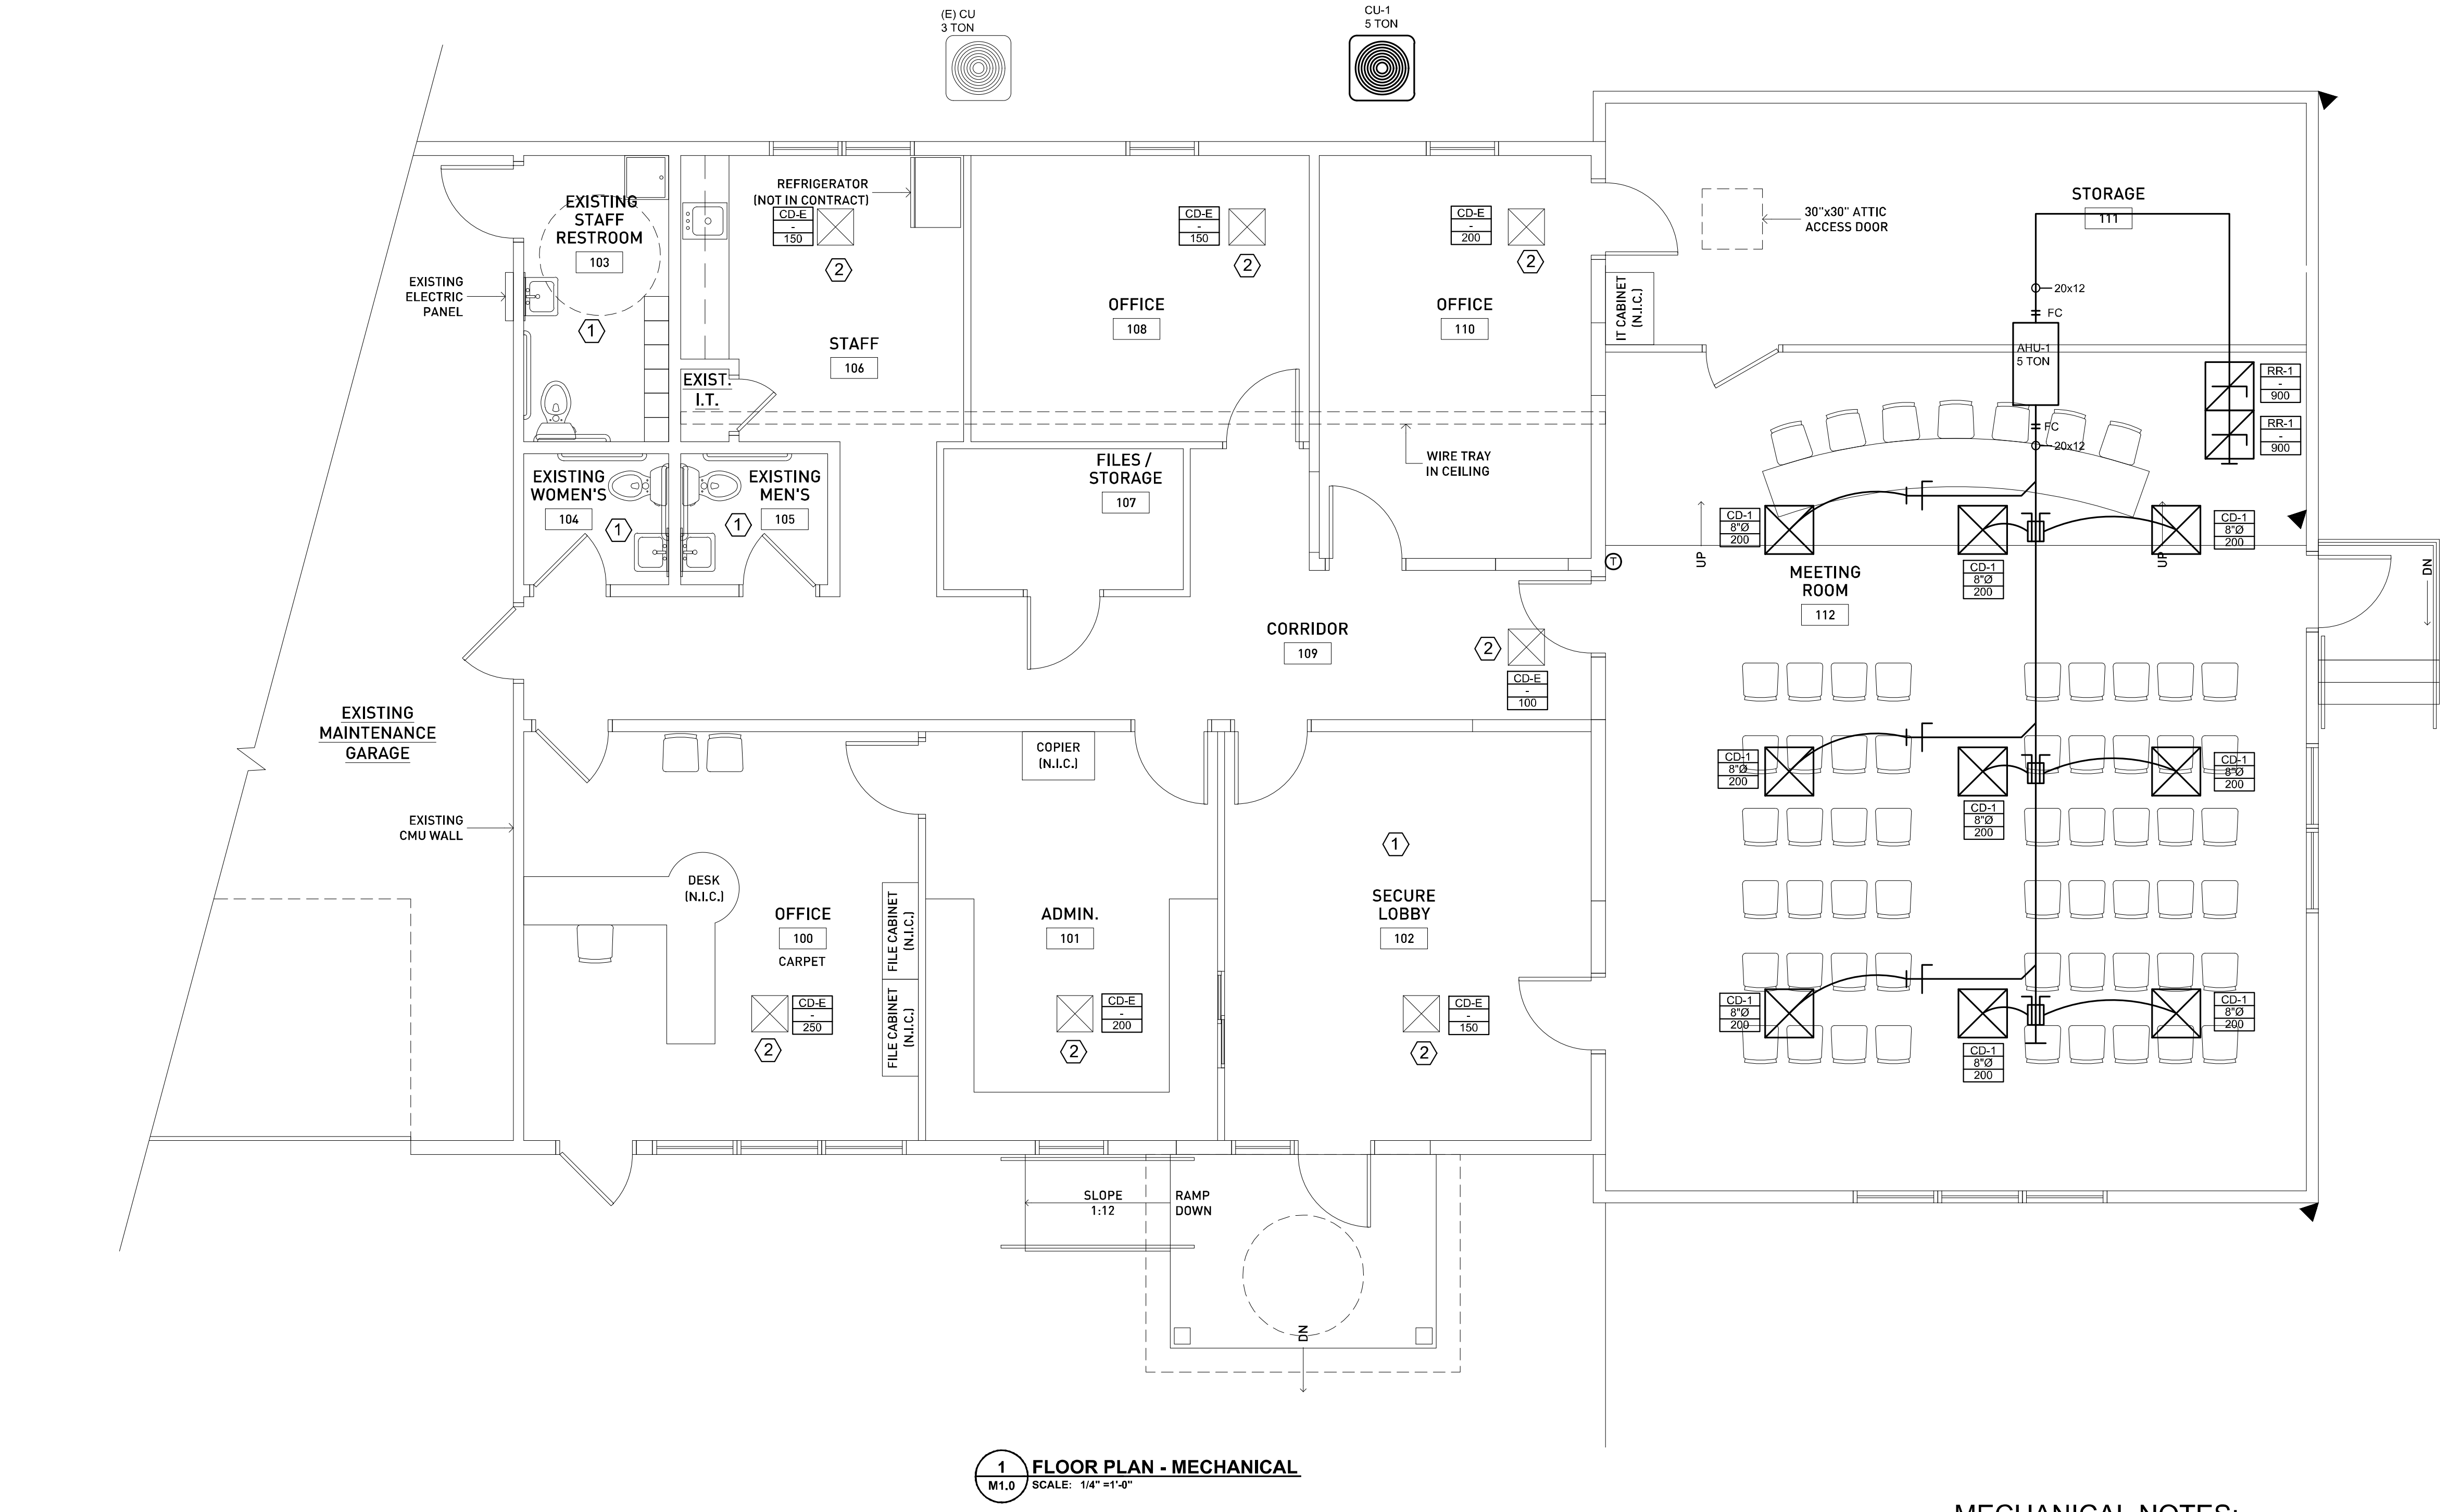 (E) CU
3 TON
CU-1
5 TON
EXISTING
STAFF
RESTROOM
103
REFRIGERATOR
(NOT IN CONTRACT)
CD-E
-
150
2
CD-E
-
150
2
CD-E
-
200
2
30"x30" ATTIC
ACCESS DOOR
STORAGE
111
EXISTING
ELECTRIC
PANEL
1
STAFF
106
OFFICE
108
OFFICE
110
IT CABINET
(N.I.C.)
20x12
FC
AHU-1
5 TON
FC
20x12
RR-1
-
900
RR-1
-
900
EXIST.
I.T.
EXISTING
WOMEN'S
104
1
EXISTING
MEN'S
105
1
FILES /
STORAGE
107
WIRE TRAY
IN CEILING
CD-1
8"Ø
200
CD-1
8"Ø
200
CD-1
8"Ø
200
UP
UP
T
MEETING
ROOM
112
DN
CORRIDOR
109
2
CD-E
-
100
EXISTING
MAINTENANCE
GARAGE
COPIER
(N.I.C.)
CD-1
8"Ø
200
CD-1
8"Ø
200
CD-1
8"Ø
200
EXISTING
CMU WALL
1
DESK
(N.I.C.)
OFFICE
100
CARPET
FILE CABINET
(N.I.C.)
FILE CABINET
(N.I.C.)
ADMIN.
101
SECURE
LOBBY
102
CD-E
-
250
2
CD-E
-
200
2
CD-E
-
150
2
CD-1
8"Ø
200
CD-1
8"Ø
200
CD-1
8"Ø
200
SLOPE
1:12
RAMP
DOWN
DN
1
M1.0
FLOOR PLAN - MECHANICAL
SCALE: 1/4" =1'-0"
MECHANICAL NOTES: